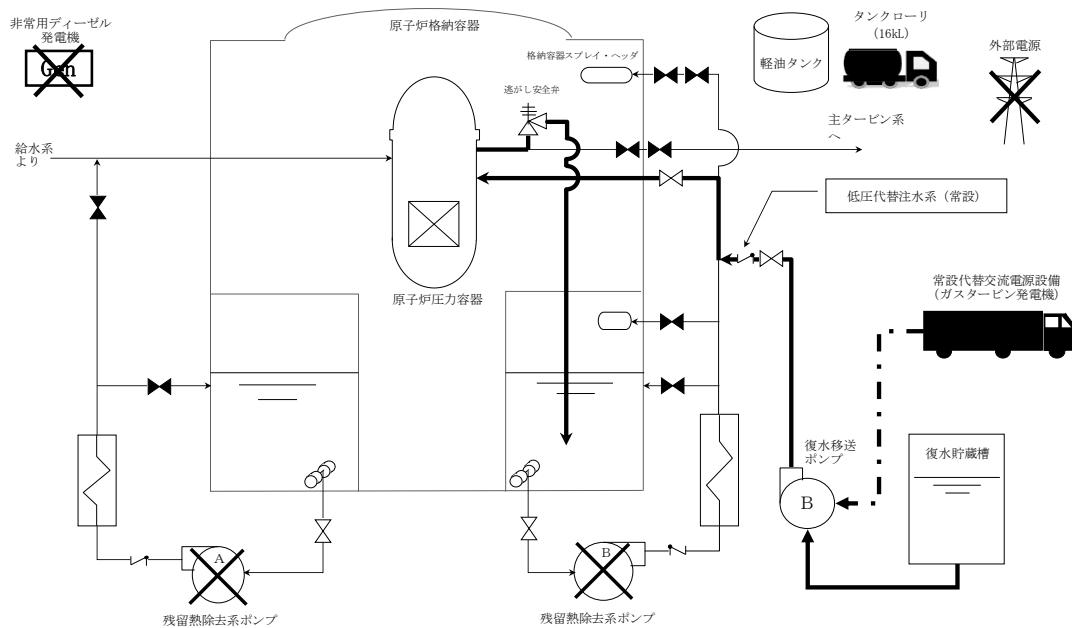 非常用ディーゼル
発電機
Gen
原子炉格納容器
格納容器スプレイ・ヘッダ
逃がし安全弁
軽油タンク
タンクローリ
(16kL)
外部電源
主タービン系
へ
給水系
より
低圧代替注水系(常設)
原子炉圧力容器
常設代替交流電源設備
(ガスタービン発電機)
復水移送
ポンプ
B
復水貯蔵槽
A
残留熱除去系ポンプ
B
残留熱除去系ポンプ